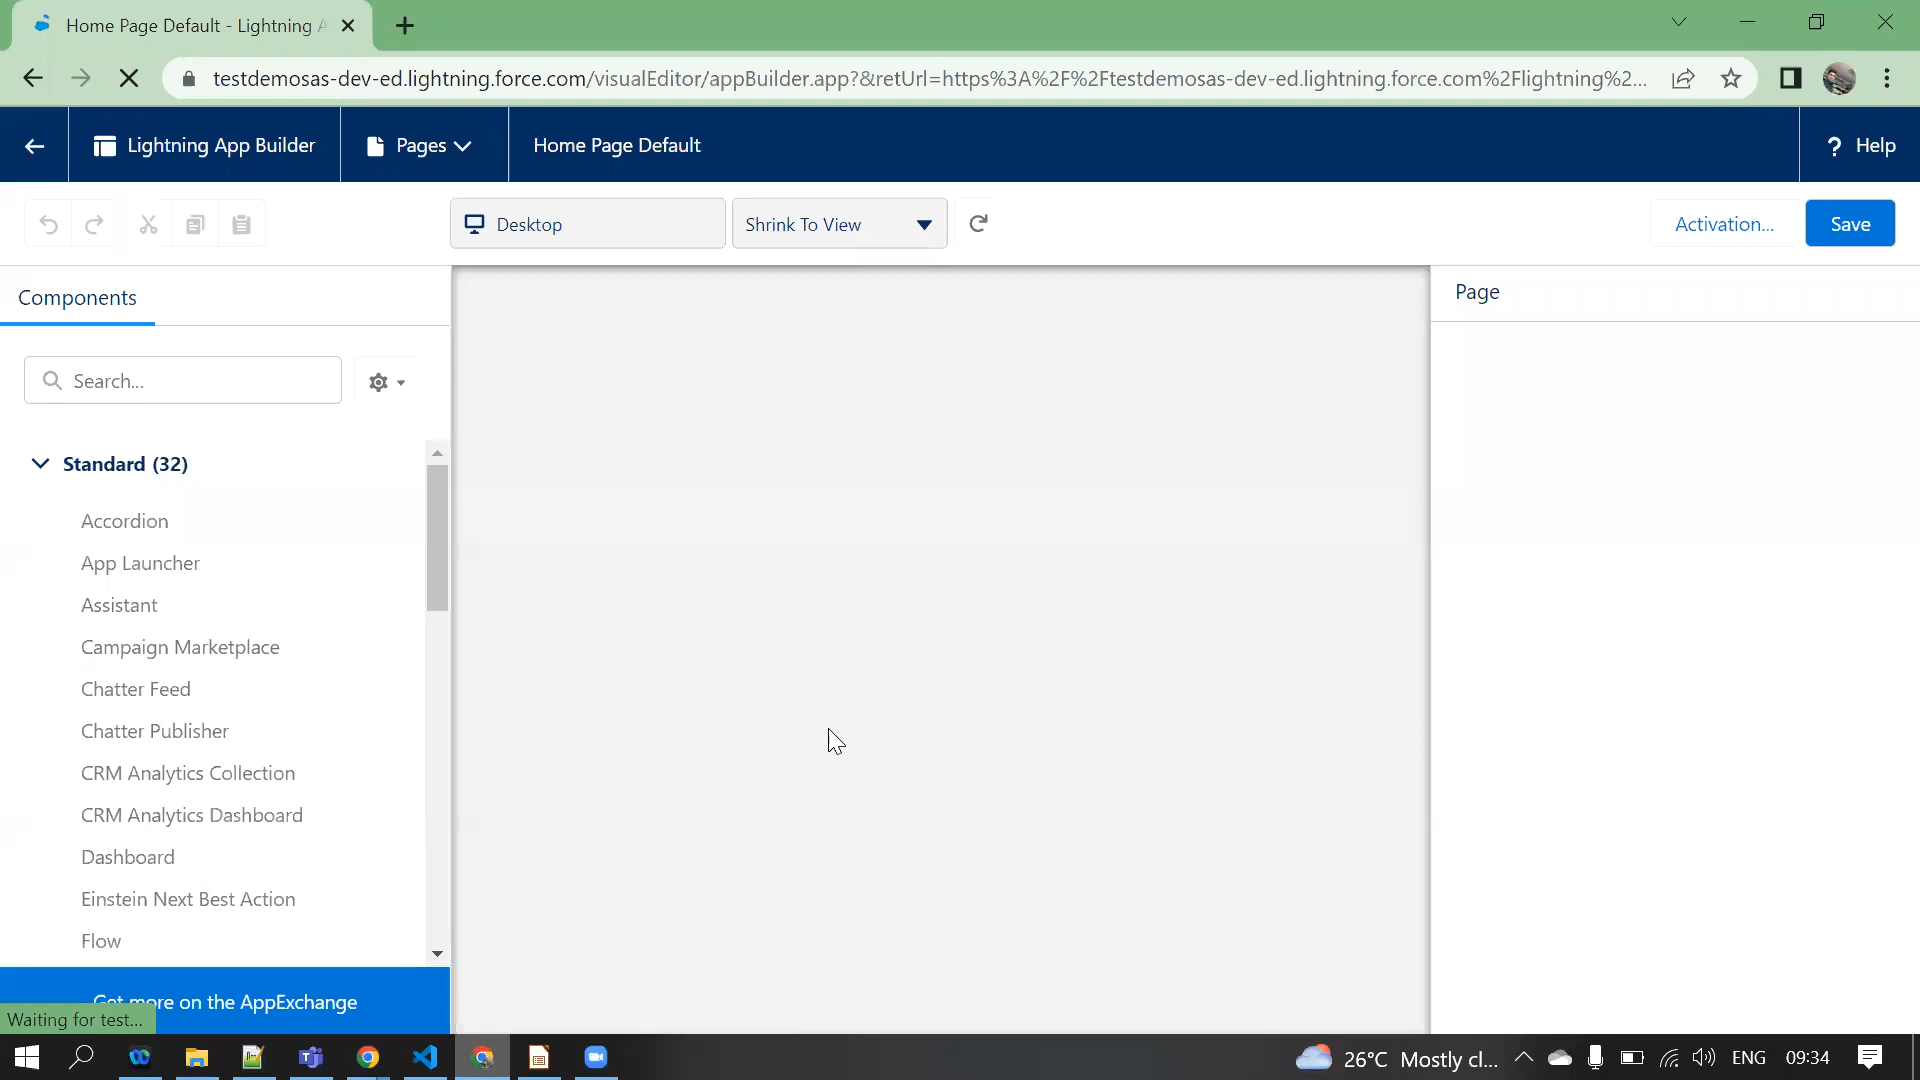 Home Page Default - Lightning A
testdemosas-dev-ed.lightning.force.com/visualEditor/appBuilder.app?&retUrl=https%3A%2F%2Ftestdemosas-dev-ed.lightning.force.com%2Flightning%2...
Lightning App Builder
Pages
Home Page Default
? Help
Desktop
Shrink To View
Activation...
Save
Components
Page
Search...
Standard (32)
Accordion
App Launcher
Assistant
Campaign Marketplace
Chatter Feed
Chatter Publisher
CRM Analytics Collection
CRM Analytics Dashboard
Dashboard
Einstein Next Best Action
Flow
Get more on the AppExchange
Waiting for test...
26°C Mostly cl...
ENG
09:34